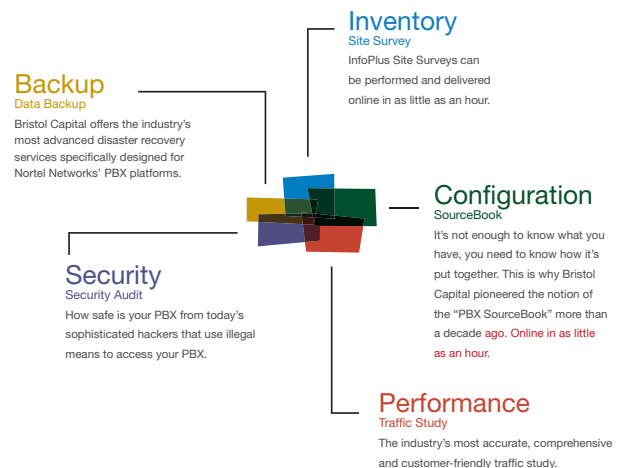 Inventory
Site Survey
InfoPlus Site Surveys can
be performed and delivered
online in as little as an hour.
Backup
Data Backup
Bristol Capital offers the industry's
most advanced disaster recovery
services specifically designed for
Nortel Networks' PBX platforms.
Configuration
SourceBook
It's not enough to know what you
have, you need to know how it's
put together. This is why Bristol
Capital pioneered the notion of
the “PBX SourceBook” more than
a decade ago. Online in as little
as an hour.
Security
Security Audit
How safe is your PBX from today's
sophisticated hackers that use illegal
means to access your PBX.
Performance
Traffic Study
The industry's most accurate, comprehensive
and customer-friendly traffic study.